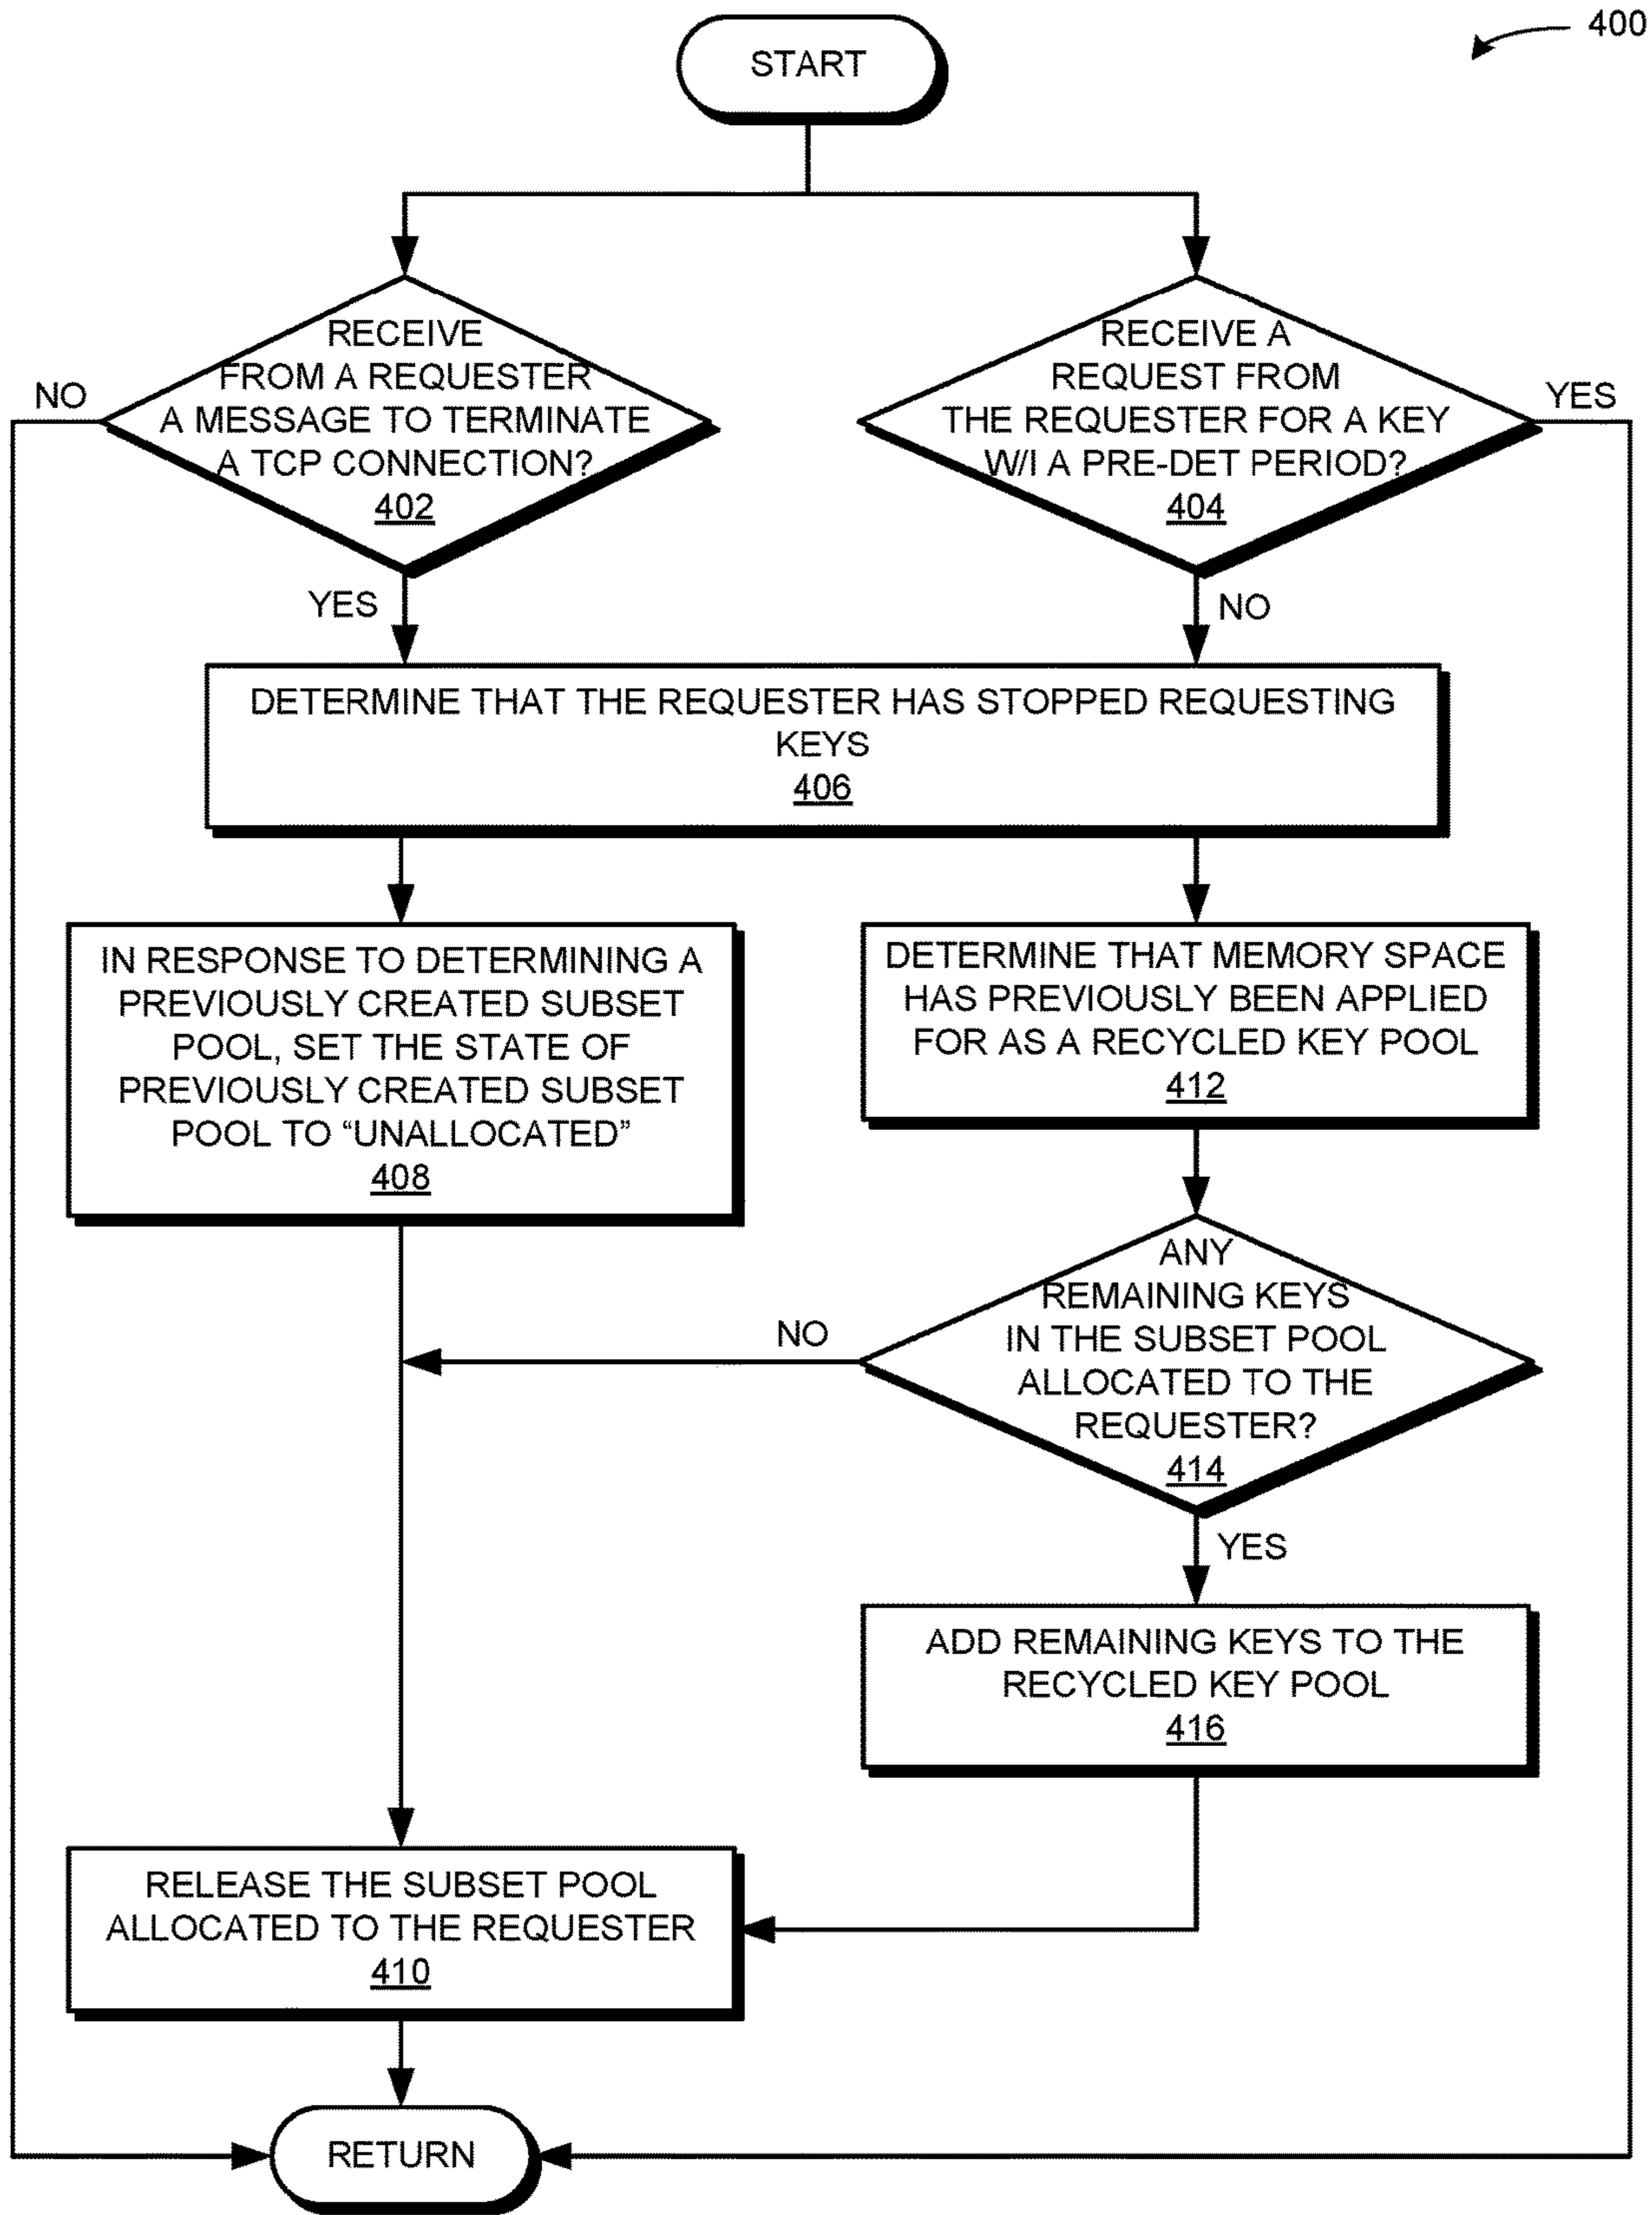 400
START
RECEIVE
FROM A REQUESTER
A MESSAGE TO TERMINATE
A TCP CONNECTION?
402
NO
YES
RECEIVE A
REQUEST FROM
THE REQUESTER FOR A KEY
W/I A PRE-DET PERIOD?
404
YES
NO
DETERMINE THAT THE REQUESTER HAS STOPPED REQUESTING
KEYS
406
IN RESPONSE TO DETERMINING A
PREVIOUSLY CREATED SUBSET
POOL, SET THE STATE OF
PREVIOUSLY CREATED SUBSET
POOL TO “UNALLOCATED”
408
DETERMINE THAT MEMORY SPACE
HAS PREVIOUSLY BEEN APPLIED
FOR AS A RECYCLED KEY POOL
412
ANY
REMAINING KEYS
IN THE SUBSET POOL
ALLOCATED TO THE
REQUESTER?
414
NO
YES
ADD REMAINING KEYS TO THE
RECYCLED KEY POOL
416
RELEASE THE SUBSET POOL
ALLOCATED TO THE REQUESTER
410
RETURN